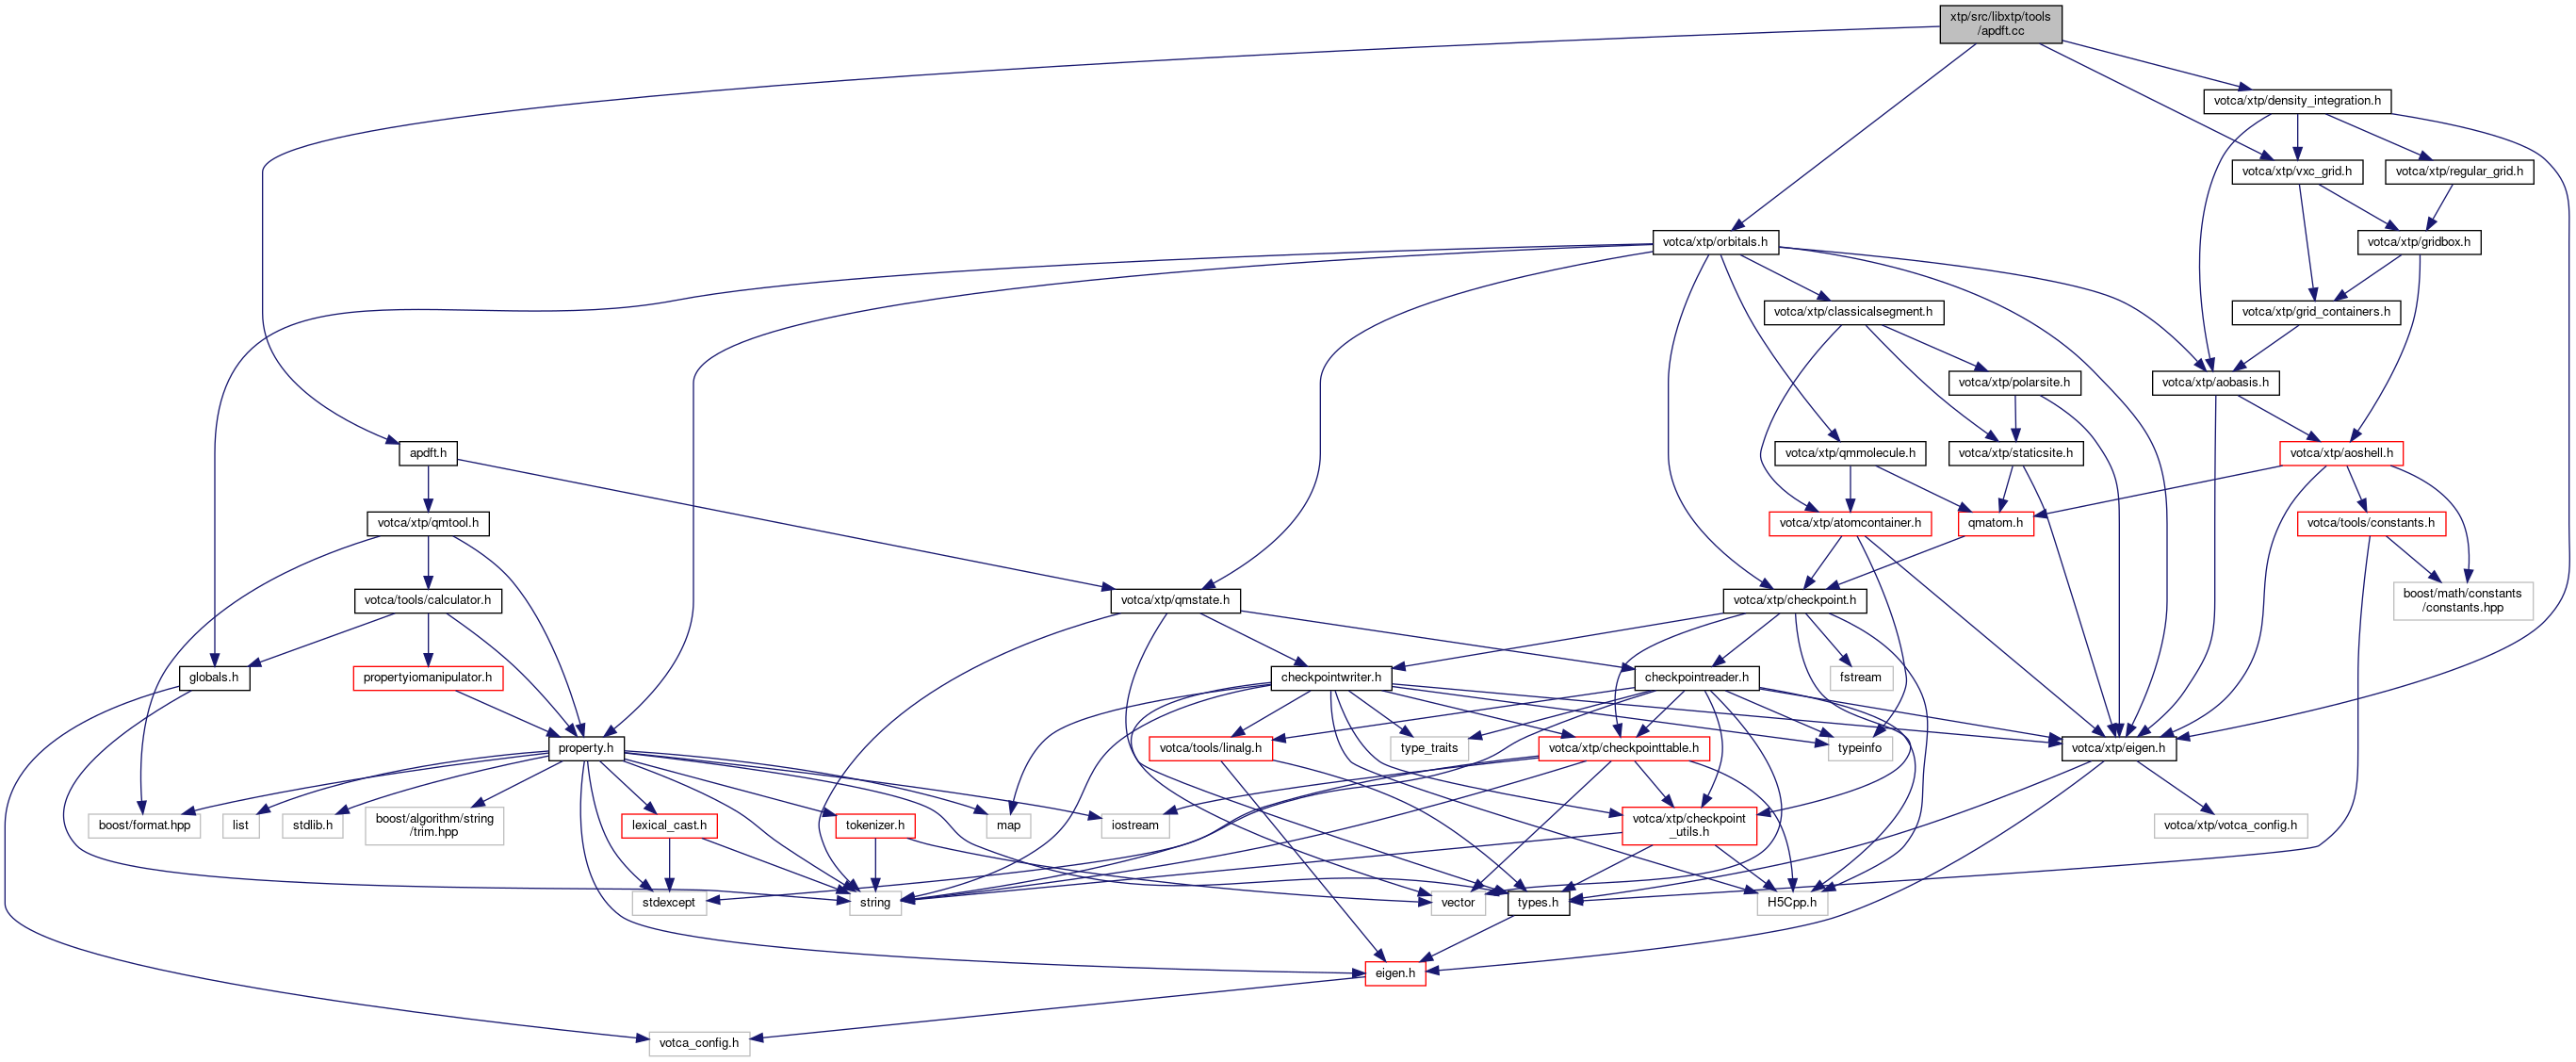 xtp/src/libxtp/tools
/apdft.cc
votca/xtp/density_integration.h
votca/xtp/vxc_grid.h
votca/xtp/regular_grid.h
votca/xtp/orbitals.h
votca/xtp/gridbox.h
votca/xtp/classicalsegment.h
votca/xtp/grid_containers.h
votca/xtp/polarsite.h
votca/xtp/aobasis.h
apdft.h
votca/xtp/qmmolecule.h
votca/xtp/staticsite.h
votca/xtp/aoshell.h
votca/xtp/qmtool.h
votca/xtp/atomcontainer.h
qmatom.h
votca/tools/constants.h
votca/tools/calculator.h
votca/xtp/qmstate.h
votca/xtp/checkpoint.h
boost/math/constants
/constants.hpp
globals.h
propertyiomanipulator.h
checkpointwriter.h
checkpointreader.h
fstream
property.h
votca/tools/linalg.h
type_traits
votca/xtp/checkpointtable.h
typeinfo
votca/xtp/eigen.h
boost/format.hpp
list
stdlib.h
boost/algorithm/string
/trim.hpp
lexical_cast.h
tokenizer.h
map
iostream
votca/xtp/checkpoint
_utils.h
votca/xtp/votca_config.h
stdexcept
string
vector
types.h
H5Cpp.h
eigen.h
votca_config.h